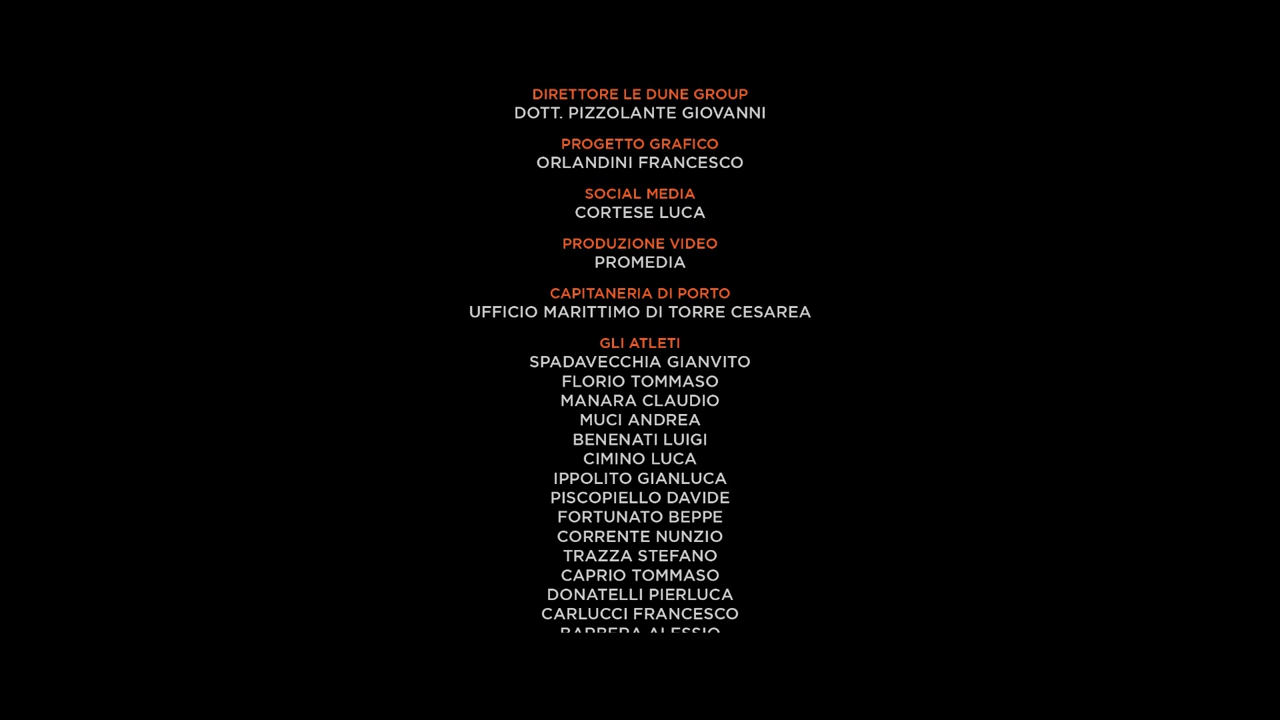 DIRETTORE LE DUNE GROUP
DOTT. PIZZOLANTE GIOVANNI
PROGETTO GRAFICO
ORLANDINI FRANCESCO
SOCIAL MEDIA
CORTESE LUCA
PRODUZIONE VIDEO
PROMEDIA
CAPITANERIA DI PORTO
UFFICIO MARITTIMO DI TORRE CESAREA
GLI ATLETI
SPADAVECCHIA GIANVITO
FLORIO TOMMASO
MANARA CLAUDIO
MUCI ANDREA
BENENATI LUIGI
CIMINO LUCA
IPPOLITO GIANLUCA
PISCOPIELLO DAVIDE
FORTUNATO BEPPE
CORRENTE NUNZIO
TRAZZA STEFANO
CAPRIO TOMMASO
DONATELLI PIERLUCA
CARLUCCI FRANCESCO